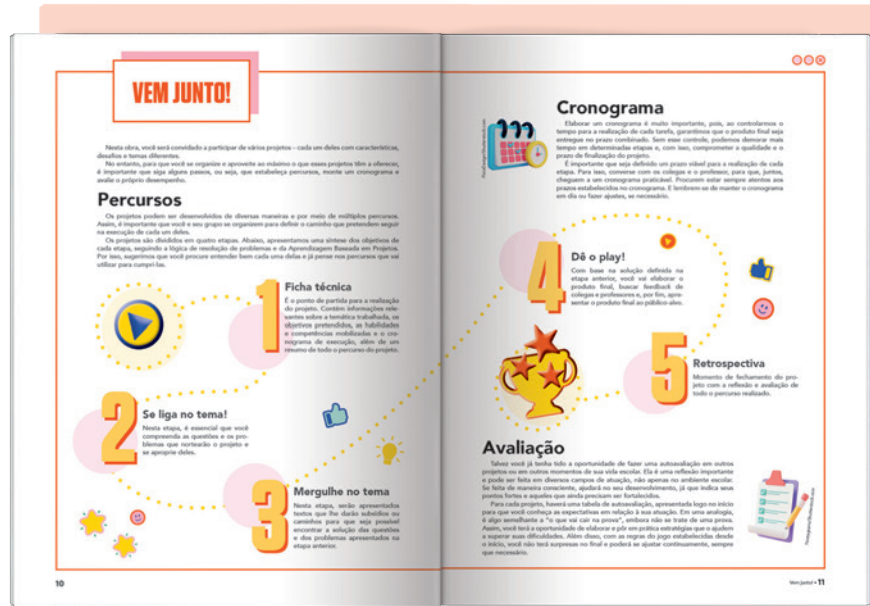 VEM JUNTO!
Nesta obra, você será convidado a participar de vários projetos – cada um deles com características,
desafios e temas diferentes.
No entanto, para que você se organize e aproveite ao máximo o que esses projetos têm a oferecer,
é importante que siga alguns passos, ou seja, que estabeleça percursos, monte um cronograma e
avalie o próprio desempenho.
Percursos
Os projetos podem ser desenvolvidos de diversas maneiras e por meio de múltiplos percursos.
Assim, é importante que você e seu grupo se organizem para definir o caminho que pretendem seguir
na execução de cada um deles.
Os projetos são divididos em quatro etapas. Abaixo, apresentamos uma síntese dos objetivos de
cada etapa, seguindo a lógica de resolução de problemas e da Aprendizagem Baseada em Projetos.
Por isso, sugerimos que você procure entender bem cada uma delas e já pense nos percursos que vai
utilizar para cumpri-las.
1
Ficha técnica
É o ponto de partida para a realização
do projeto. Contém informações rele-
vantes sobre a temática trabalhada, os
objetivos pretendidos, as habilidades
e competências mobilizadas e o cro-
nograma de execução, além de um
resumo de todo o percurso do projeto.
2
Se liga no tema!
Nesta etapa, é essencial que você
compreenda as questões e os pro-
blemas que nortearão o projeto e
se aproprie deles.
3
Mergulhe no tema
Nesta etapa, serão apresentados
textos que lhe darão subsídios ou
caminhos para que seja possível
encontrar a solução das questões
e dos problemas apresentados na
etapa anterior.
10
Cronograma
Elaborar um cronograma é muito importante, pois, ao controlarmos o
tempo para a realização de cada tarefa, garantimos que o produto final seja
entregue no prazo combinado. Sem esse controle, podemos demorar mais
tempo em determinadas etapas e, com isso, comprometer a qualidade e o
prazo de finalização do projeto.
É importante que seja definido um prazo viável para a realização de cada
etapa. Para isso, converse com os colegas e o professor, para que, juntos,
cheguem a um cronograma praticável. Procurem estar sempre atentos aos
prazos estabelecidos no cronograma. E lembrem-se de manter o cronograma
em dia ou fazer ajustes, se necessário.
4
Dê o play!
Com base na solução definida na
etapa anterior, você vai elaborar o
produto final, buscar feedback de
colegas e professores e, por fim, apre-
sentar o produto final ao público-alvo.
5
Retrospectiva
Momento de fechamento do pro-
jeto com a reflexão e avaliação de
todo o percurso realizado.
Avaliação
Talvez você já tenha tido a oportunidade de fazer uma autoavaliação em outros
projetos ou em outros momentos de sua vida escolar. Ela é uma reflexão importante
e pode ser feita em diversos campos de atuação, não apenas no ambiente escolar.
Se feita de maneira consciente, ajudará no seu desenvolvimento, já que indica seus
pontos fortes e aqueles que ainda precisam ser fortalecidos.
Para cada projeto, haverá uma tabela de autoavaliação, apresentada logo no início
para que você conheça as expectativas em relação à sua atuação. Em uma analogia,
é algo semelhante a "o que vai cair na prova", embora não se trate de uma prova.
Assim, você terá a oportunidade de elaborar e pôr em prática estratégias que o ajudem
a superar suas dificuldades. Além disso, com as regras do jogo estabelecidas desde
o início, você não terá surpresas no final e poderá se ajustar continuamente, sempre
que necessário.
Vem junto! • 11